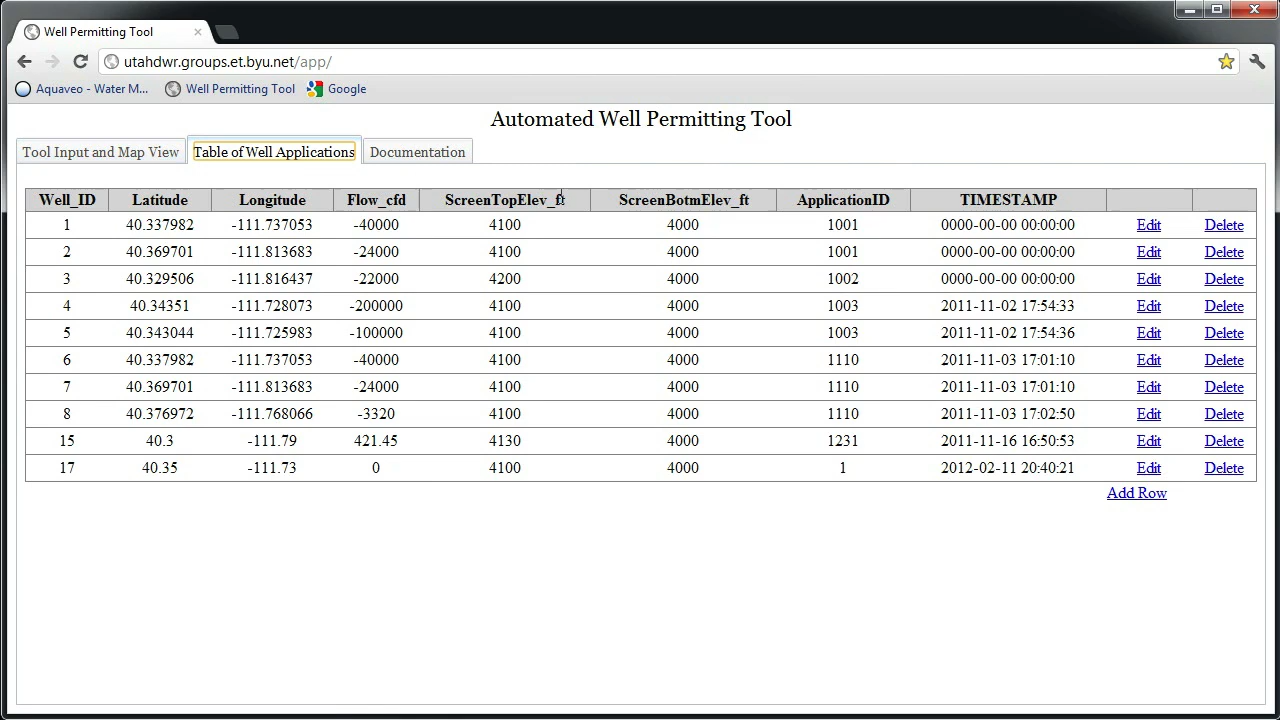 Well Permitting Tool
utahdwr.groups.et.byu.net/app/
Aquaveo - Water M... Well Permitting Tool Google
Automated Well Permitting Tool
Tool Input and Map View Table of Well Applications Documentation
Well_ID Latitude Longitude Flow_cfd ScreenTopElev_ft ScreenBotmElev_ft ApplicationID TIMESTAMP
1 40.337982 -111.737053 -40000 4100 4000 1001 0000-00-00 00:00:00 Edit Delete
2 40.369701 -111.813683 -24000 4100 4000 1001 0000-00-00 00:00:00 Edit Delete
3 40.329506 -111.816437 -22000 4200 4000 1002 0000-00-00 00:00:00 Edit Delete
4 40.34351 -111.728073 -200000 4100 4000 1003 2011-11-02 17:54:33 Edit Delete
5 40.343044 -111.725983 -100000 4100 4000 1003 2011-11-02 17:54:36 Edit Delete
6 40.337982 -111.737053 -40000 4100 4000 1110 2011-11-03 17:01:10 Edit Delete
7 40.369701 -111.813683 -24000 4100 4000 1110 2011-11-03 17:01:10 Edit Delete
8 40.376972 -111.768066 -3320 4100 4000 1110 2011-11-03 17:02:50 Edit Delete
15 40.3 -111.79 421.45 4130 4000 1231 2011-11-16 16:50:53 Edit Delete
17 40.35 -111.73 0 4100 4000 1 2012-02-11 20:40:21 Edit Delete
Add Row